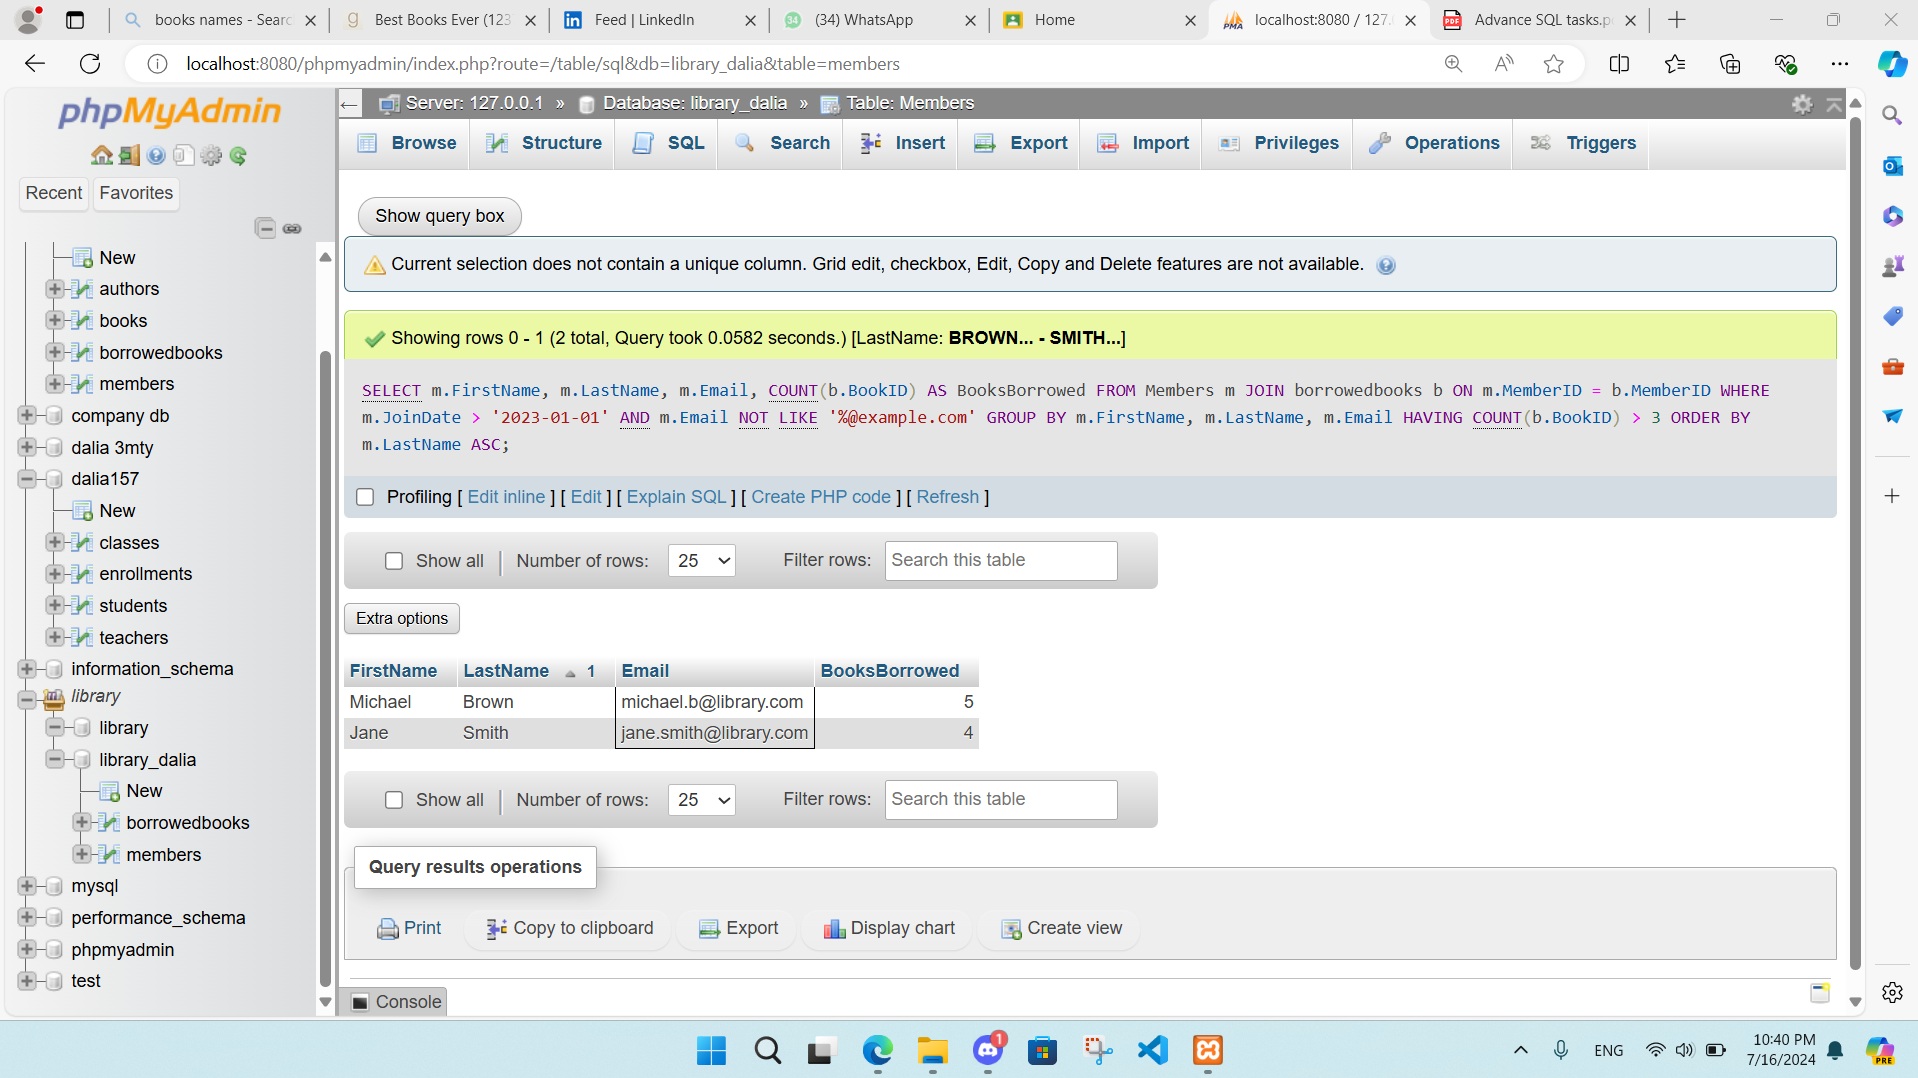 books names - Searc
Best Books Ever (123
Feed | LinkedIn
(34) WhatsApp
Home
localhost:8080 / 127.
Advance SQL tasks.p
localhost:8080/phpmyadmin/index.php?route=/table/sql&db=library_dalia&table=members
phpMyAdmin
Recent
Favorites
New
authors
books
borrowedbooks
members
company db
dalia 3mty
dalia157
New
classes
enrollments
students
teachers
information_schema
library
library
library_dalia
New
borrowedbooks
members
mysql
performance_schema
phpmyadmin
test
Server: 127.0.0.1 » Database: library_dalia » Table: Members
Browse
Structure
SQL
Search
Insert
Export
Import
Privileges
Operations
Triggers
Show query box
Current selection does not contain a unique column. Grid edit, checkbox, Edit, Copy and Delete features are not available.
Showing rows 0 - 1 (2 total, Query took 0.0582 seconds.) [LastName: BROWN... - SMITH...]
SELECT m.FirstName, m.LastName, m.Email, COUNT(b.BookID) AS BooksBorrowed FROM Members m JOIN borrowedbooks b ON m.MemberID = b.MemberID WHERE
m.JoinDate > '2023-01-01' AND m.Email NOT LIKE '%@example.com' GROUP BY m.FirstName, m.LastName, m.Email HAVING COUNT(b.BookID) > 3 ORDER BY
m.LastName ASC;
Profiling [ Edit inline ] [ Edit ] [ Explain SQL ] [ Create PHP code ] [ Refresh ]
Show all | Number of rows: 25 Filter rows: Search this table
Extra options
FirstName LastName 1 Email BooksBorrowed
Michael Brown michael.b@library.com 5
Jane Smith jane.smith@library.com 4
Show all | Number of rows: 25 Filter rows: Search this table
Query results operations
Print
Copy to clipboard
Export
Display chart
Create view
Console
1
ENG
10:40 PM
7/16/2024
PRE